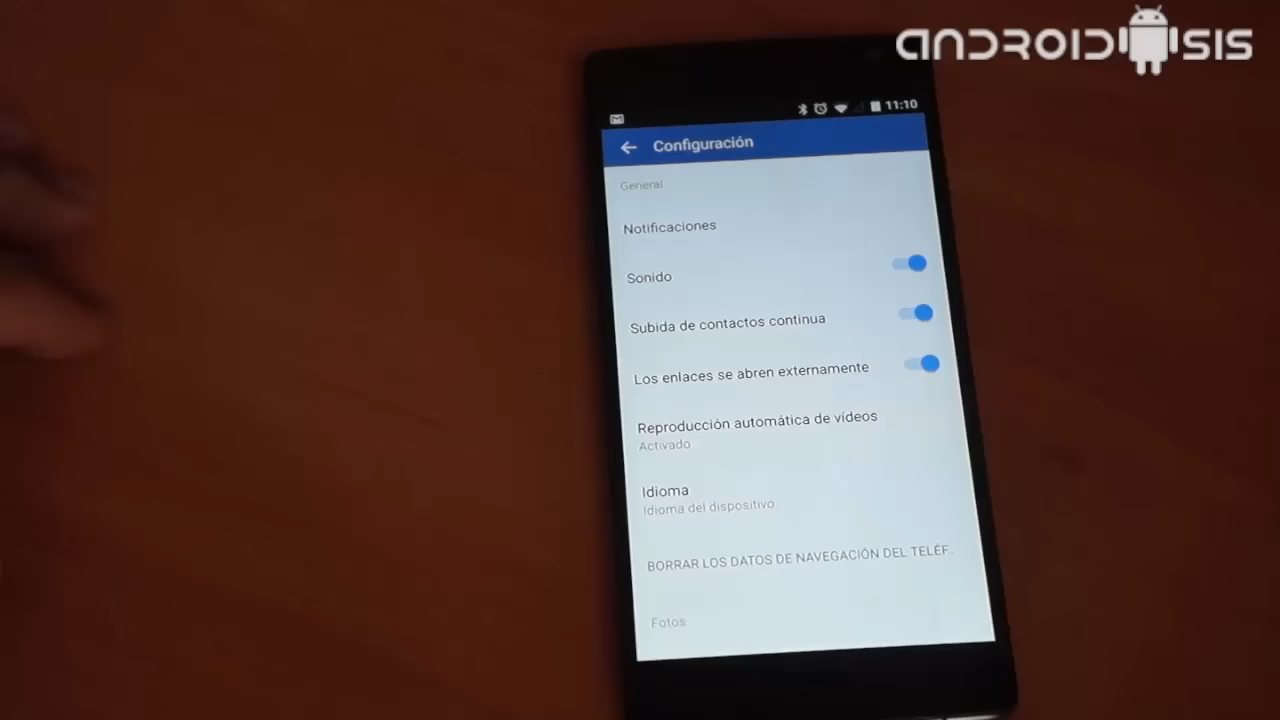 ANDROIDSIS
11:10
Configuración
General
Notificaciones
Sonido
Subida de contactos continua
Los enlaces se abren externamente
Reproducción automática de vídeos
Activado
Idioma
Idioma del dispositivo
BORRAR LOS DATOS DE NAVEGACIÓN DEL TELÉF…
Fotos